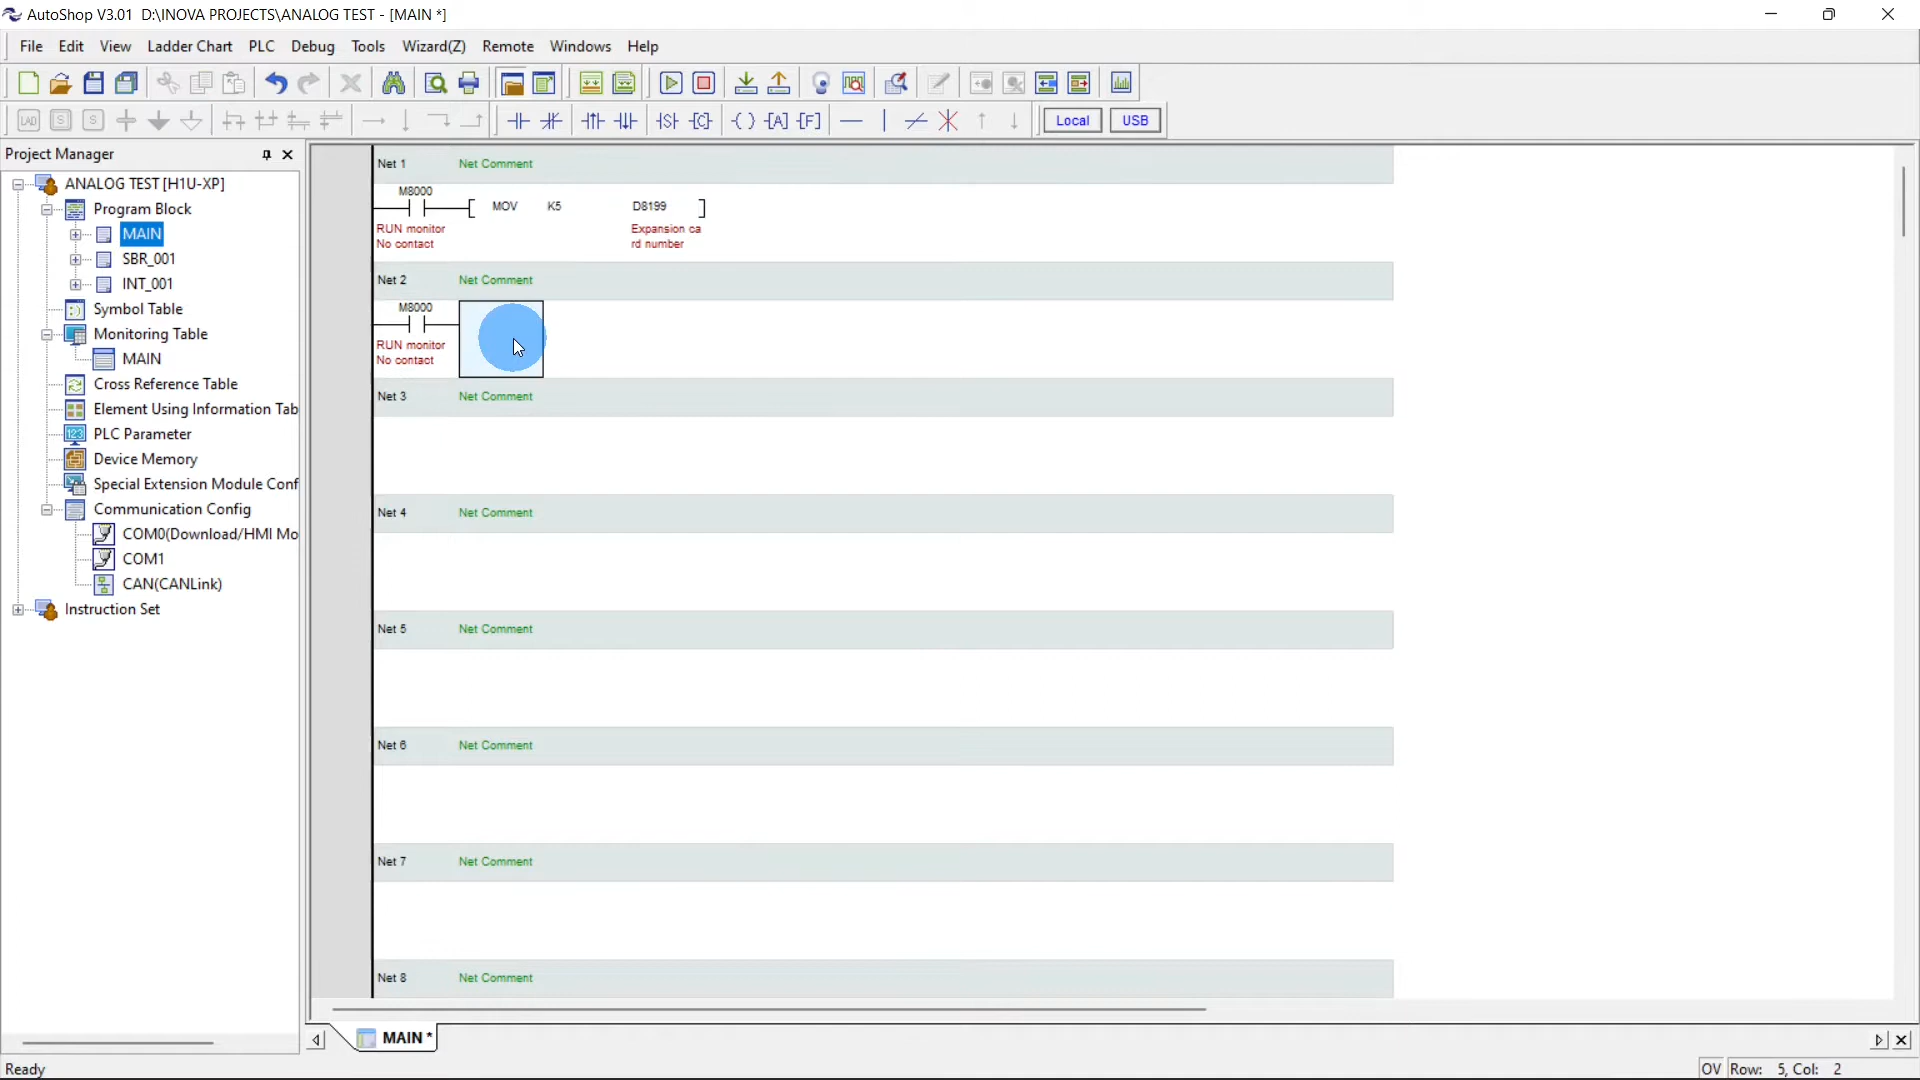 AutoShop V3.01 D:\INOVA PROJECTS\ANALOG TEST - [MAIN *]
File Edit View Ladder Chart PLC Debug Tools Wizard(Z) Remote Windows Help
Local USB
Project Manager
ANALOG TEST [H1U-XP]
Program Block
MAIN
SBR_001
INT_001
Symbol Table
Monitoring Table
MAIN
Cross Reference Table
Element Using Information Tab
PLC Parameter
Device Memory
Special Extension Module Conf
Communication Config
COM0(Download/HMI Mo
COM1
CAN(CANLink)
Instruction Set
Net 1 Net Comment
M8000
MOV K5 D8199
RUN monitor Expansion ca
No contact rd number
Net 2 Net Comment
M8000
RUN monitor
No contact
Net 3 Net Comment
Net 4 Net Comment
Net 5 Net Comment
Net 6 Net Comment
Net 7 Net Comment
Net 8 Net Comment
MAIN *
Ready OV Row: 5, Col: 2